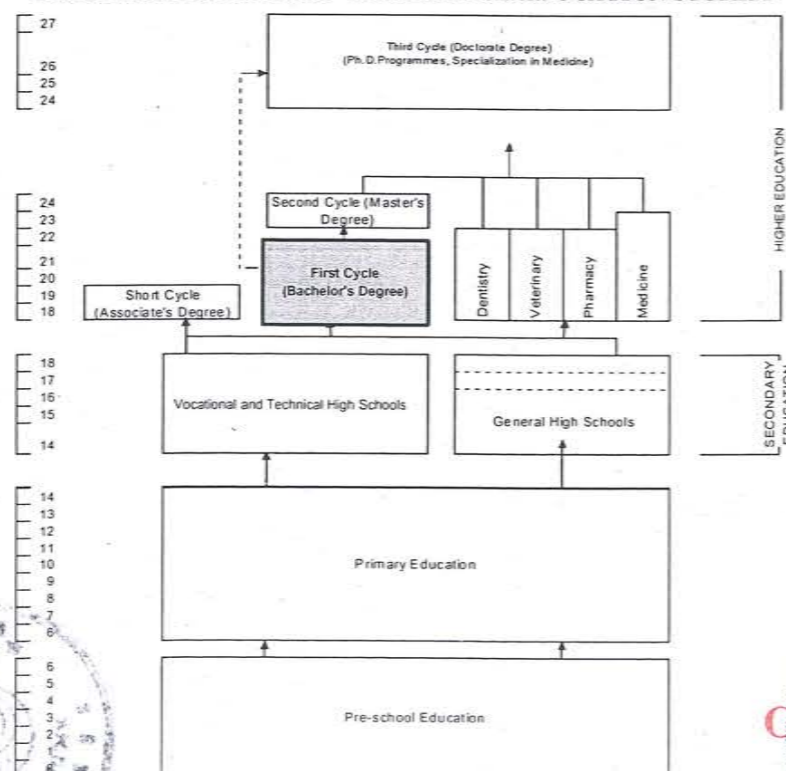 27
26
25
24
Third Cycle (Doctorate Degree)
(Ph.D.Programmes, Specialization in Medicine)
HIGHER EDUCATION
24
23
22
21
20
19
18
Second Cycle (Master's
Degree)
First Cycle
(Bachelor's Degree)
Short Cycle
(Associate's Degree)
Dentistry
Veterinary
Pharmacy
Medicine
18
17
16
15
14
Vocational and Technical High Schools
General High Schools
SECONDARY
EDUCATION
14
13
12
11
10
9
8
7
6
Primary Education
6
5
4
3
2
1
Pre-school Education